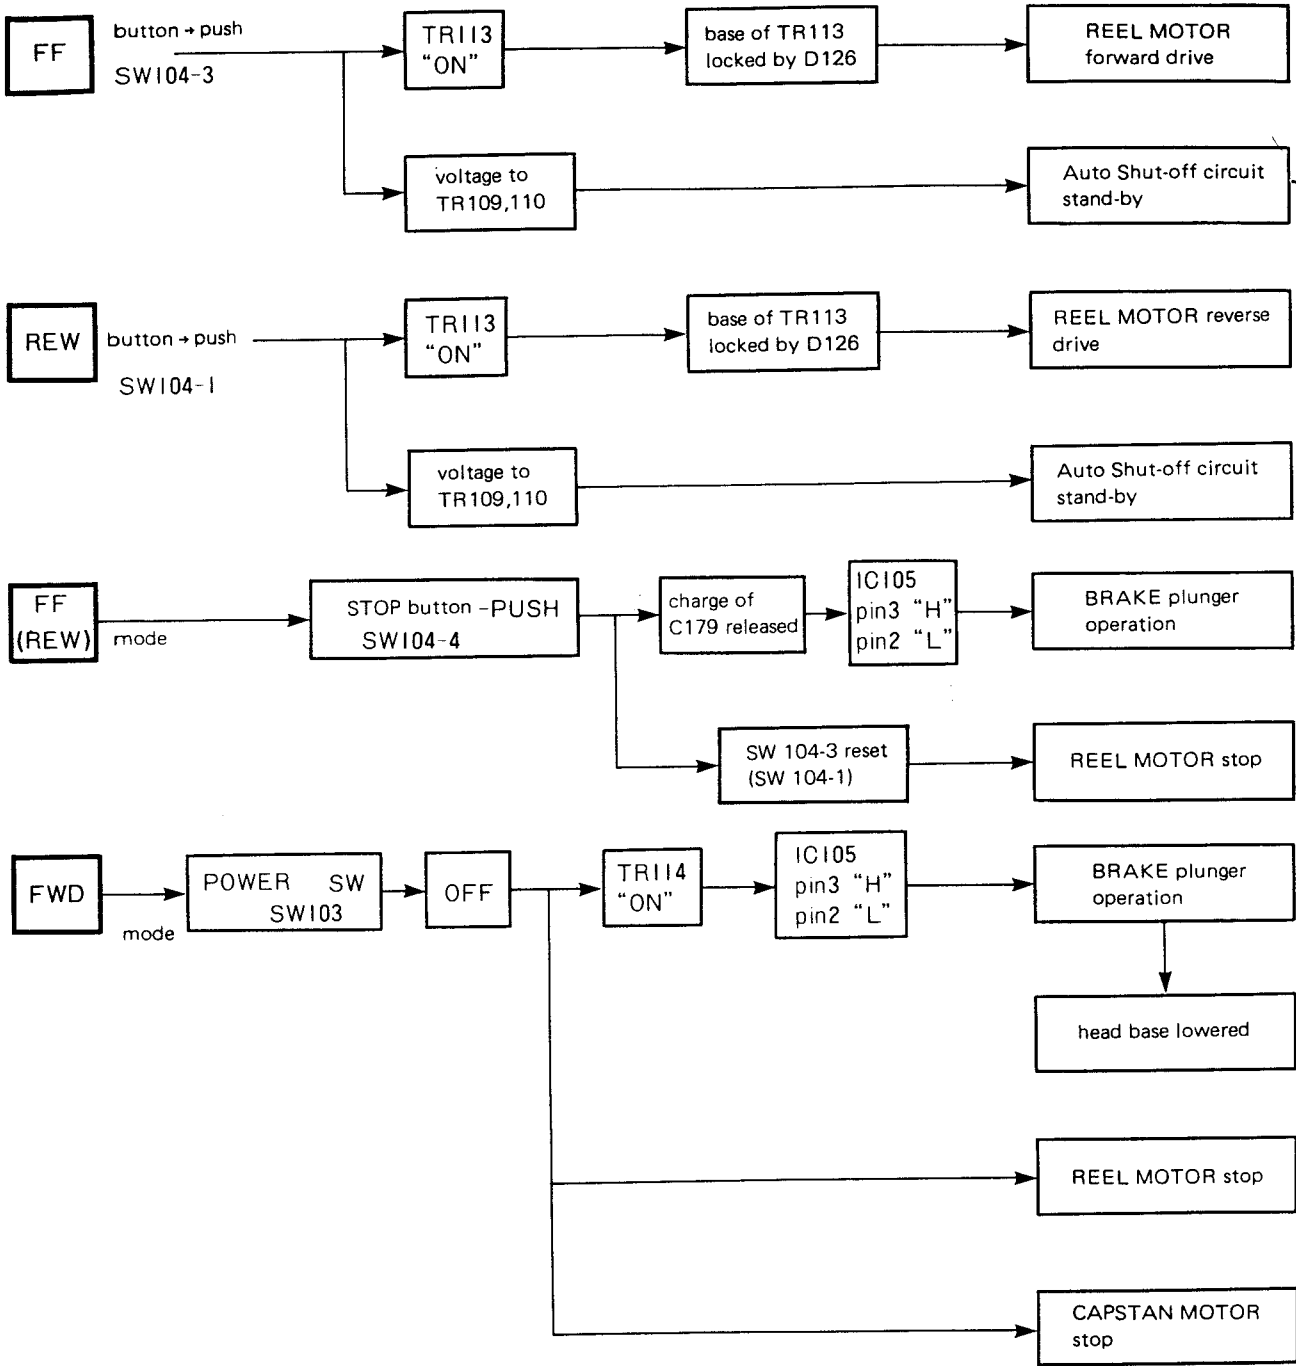 FF
button → push
SW104-3
TR113
"ON"
base of TR113
locked by D126
REEL MOTOR
forward drive
voltage to
TR109,110
Auto Shut-off circuit
stand-by
REW
button → push
SW104-1
TR113
"ON"
base of TR113
locked by D126
REEL MOTOR reverse
drive
voltage to
TR109,110
Auto Shut-off circuit
stand-by
FF
(REW)
mode
STOP button -PUSH
SW104-4
charge of
C179 released
IC105
pin3 "H"
pin2 "L"
BRAKE plunger
operation
SW 104-3 reset
(SW 104-1)
REEL MOTOR stop
FWD
mode
POWER SW
SW103
OFF
TR114
"ON"
IC105
pin3 "H"
pin2 "L"
BRAKE plunger
operation
head base lowered
REEL MOTOR stop
CAPSTAN MOTOR
stop